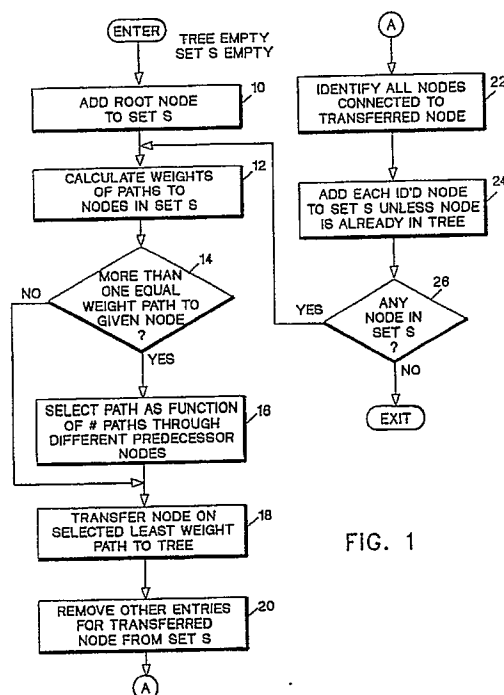 ENTER
TREE EMPTY
SET S EMPTY
10
ADD ROOT NODE
TO SET S
12
CALCULATE WEIGHTS
OF PATHS TO
NODES IN SET S
14
MORE THAN
ONE EQUAL
WEIGHT PATH TO
GIVEN NODE
?
NO
YES
16
SELECT PATH AS FUNCTION
OF # PATHS THROUGH
DIFFERENT PREDECESSOR
NODES
18
TRANSFER NODE ON
SELECTED LEAST WEIGHT
PATH TO TREE
20
REMOVE OTHER ENTRIES
FOR TRANSFERRED
NODE FROM SET S
A
A
22
IDENTIFY ALL NODES
CONNECTED TO
TRANSFERRED NODE
24
ADD EACH ID'D NODE
TO SET S UNLESS NODE
IS ALREADY IN TREE
26
ANY
NODE IN
SET S
?
YES
NO
EXIT
FIG. 1